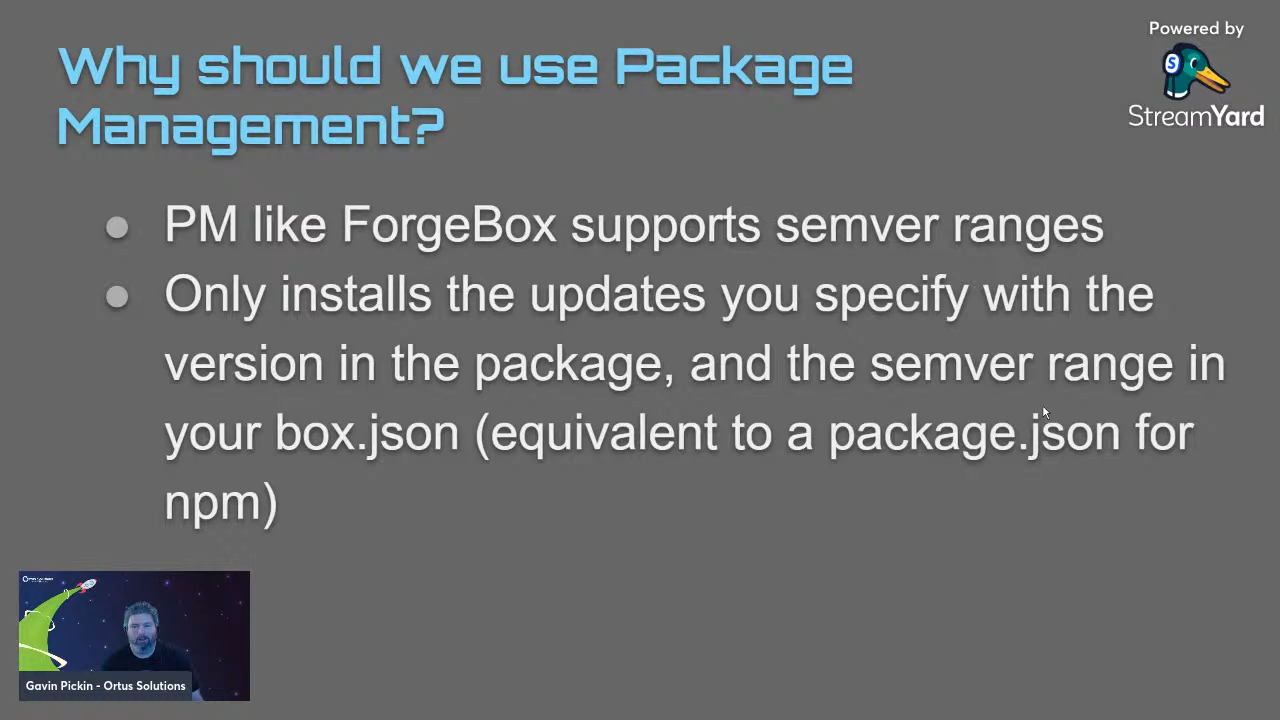 Why should we use Package
Management?
Powered by
StreamYard
PM like ForgeBox supports semver ranges
Only installs the updates you specify with the
version in the package, and the semver range in
your box.json (equivalent to a package.json for
npm)
Gavin Pickin - Ortus Solutions